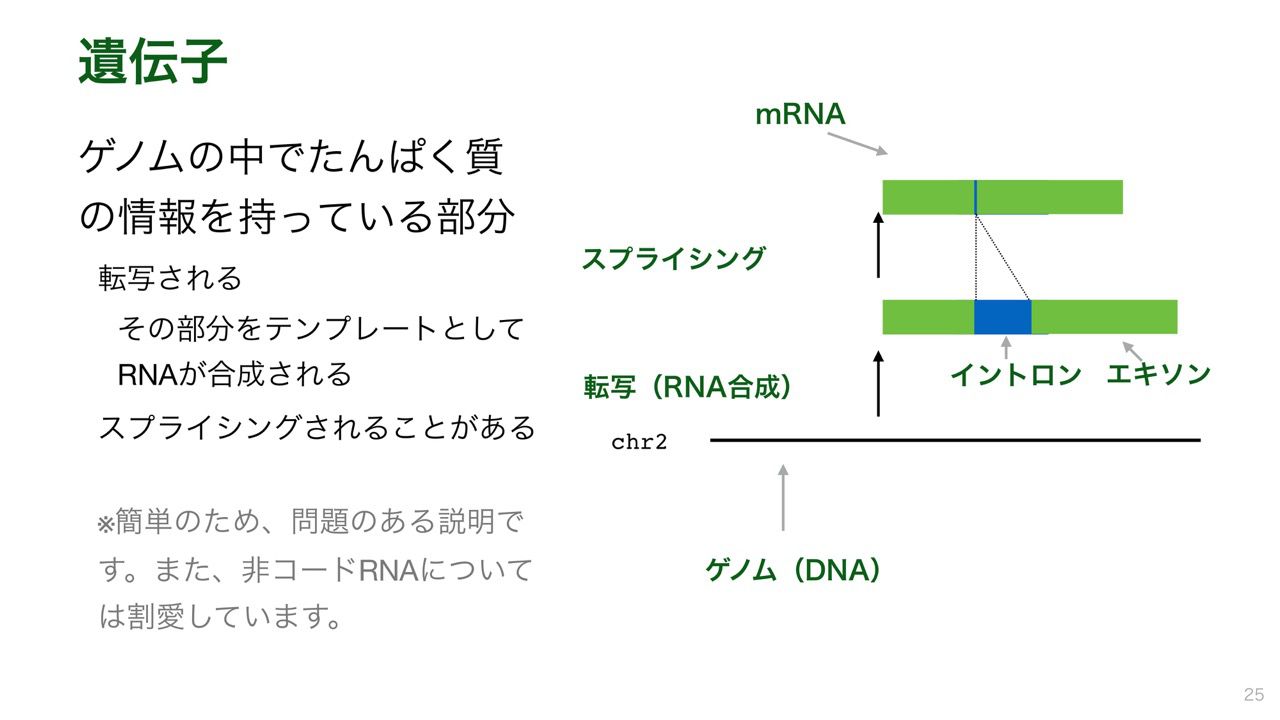 遺伝子
ゲノムの中でたんぱく質
の情報を持っている部分
転写される
その部分をテンプレートとして
RNAが合成される
スプライシングされることがある
※簡単のため、問題のある説明で
す。また、非コードRNAについて
は割愛しています。
mRNA
スプライシング
イントロン
エキソン
転写（RNA合成）
chr2
ゲノム（DNA）
25